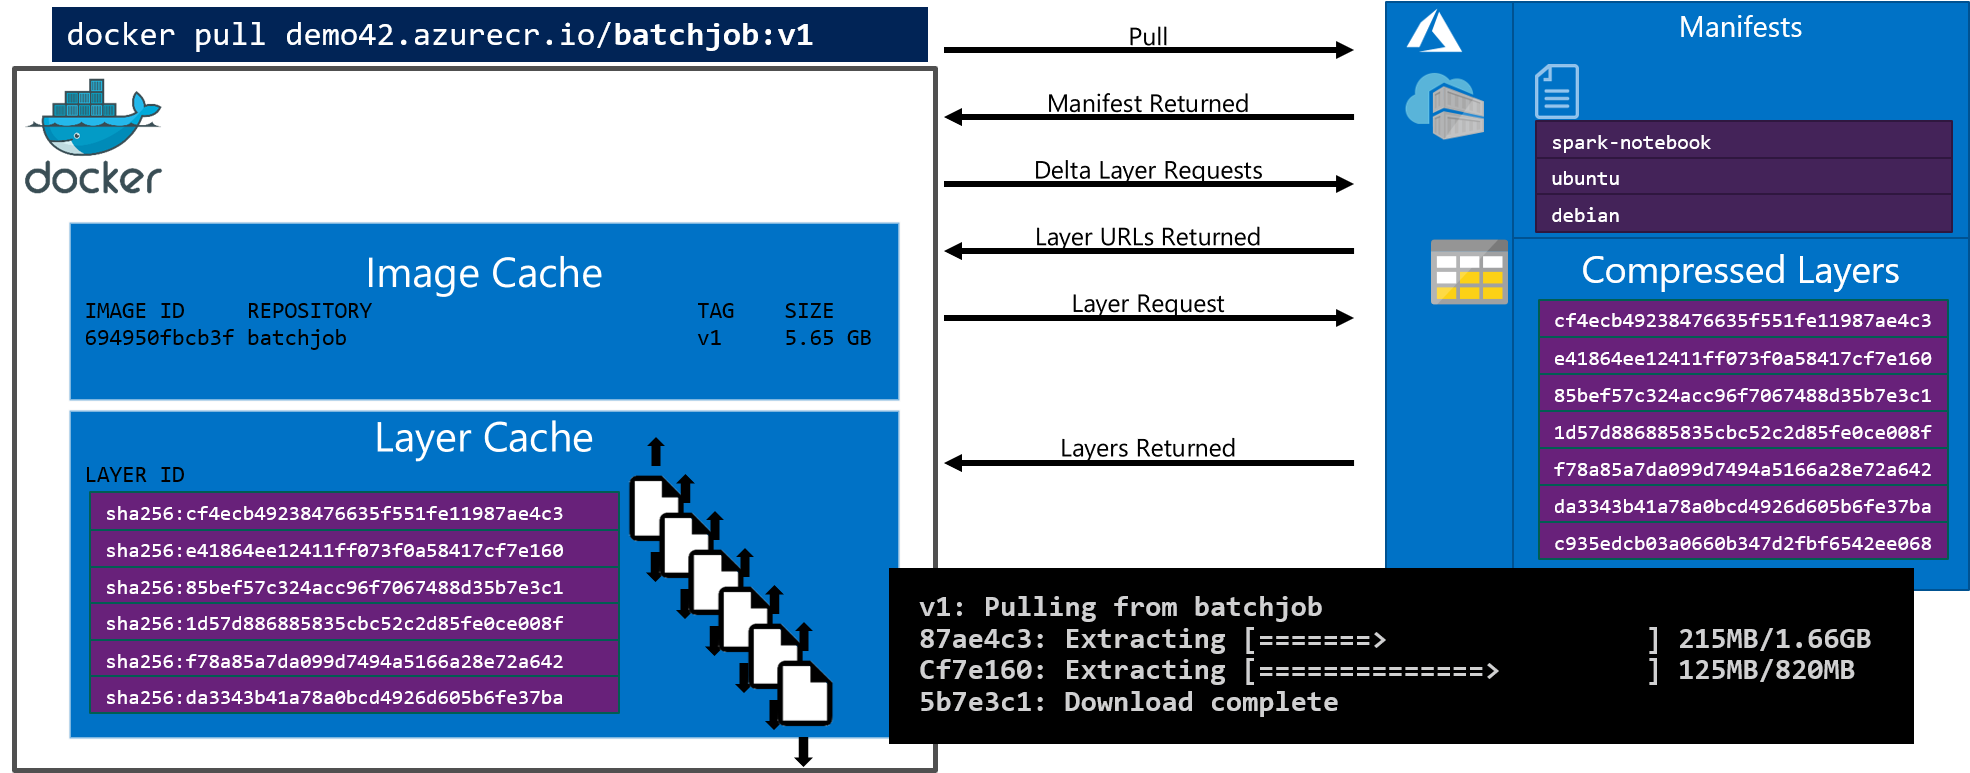 docker pull demo42.azurecr.io/batchjob:v1
docker
Image Cache
IMAGE ID REPOSITORY TAG SIZE
694950fbcb3f batchjob v1 5.65 GB
Layer Cache
LAYER ID
sha256:cf4ecb49238476635f551fe11987ae4c3
sha256:e41864ee12411ff073f0a58417cf7e160
sha256:85bef57c324acc96f7067488d35b7e3c1
sha256:1d57d886885835cbc52c2d85fe0ce008f
sha256:f78a85a7da099d7494a5166a28e72a642
sha256:da3343b41a78a0bcd4926d605b6fe37ba
Pull
Manifest Returned
Delta Layer Requests
Layer URLs Returned
Layer Request
Layers Returned
Manifests
spark-notebook
ubuntu
debian
Compressed Layers
cf4ecb49238476635f551fe11987ae4c3
e41864ee12411ff073f0a58417cf7e160
85bef57c324acc96f7067488d35b7e3c1
1d57d886885835cbc52c2d85fe0ce008f
f78a85a7da099d7494a5166a28e72a642
da3343b41a78a0bcd4926d605b6fe37ba
c935edcb03a0660b347d2fbf6542ee068
v1: Pulling from batchjob
87ae4c3: Extracting [=======> ] 215MB/1.66GB
Cf7e160: Extracting [==============> ] 125MB/820MB
5b7e3c1: Download complete